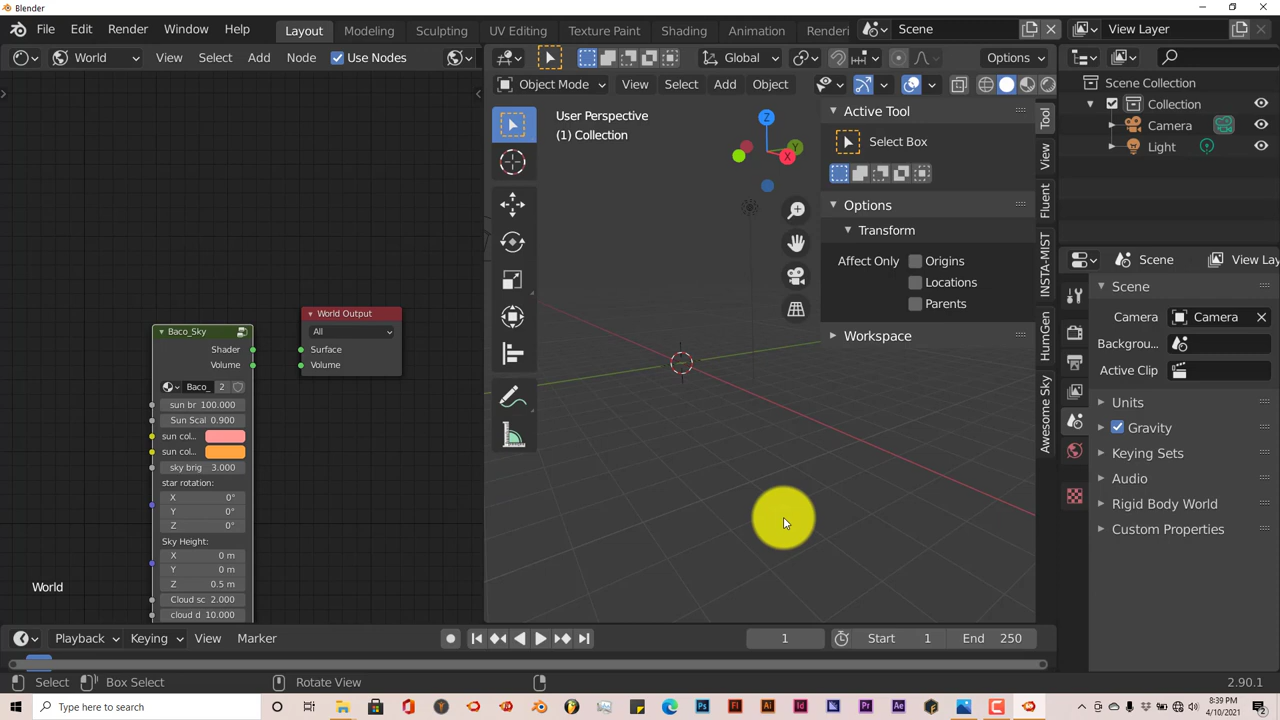 Blender
File Edit Render Window Help Layout Modeling Sculpting UV Editing Texture Paint Shading Animation Renderi Scene View Layer
World View Select Add Node Use Nodes Global Options
Object Mode View Select Add Object
User Perspective
(1) Collection
Z
Y
X
Active Tool
Select Box
Options
Transform
Affect Only Origins
Locations
Parents
Workspace
Tool
View
Fluent
INSTA-MIST
HumGen
Awesome Sky
Scene Collection
Collection
Camera
Light
Scene View Lay
Scene
Camera Camera
Backgrou..
Active Clip
Units
Gravity
Keying Sets
Audio
Rigid Body World
Custom Properties
Baco_Sky
Shader
Volume
Baco_ 2
sun br 100.000
Sun Scal 0.900
sun col...
sun col...
sky brig 3.000
star rotation:
X 0°
Y 0°
Z 0°
Sky Height:
X 0 m
Y 0 m
Z 0.5 m
Cloud sc 2.000
cloud d 10.000
World Output
All
Surface
Volume
World
Playback Keying View Marker 1 Start 1 End 250
Select Box Select Rotate View 2.90.1
Type here to search
8:39 PM
4/10/2021
2